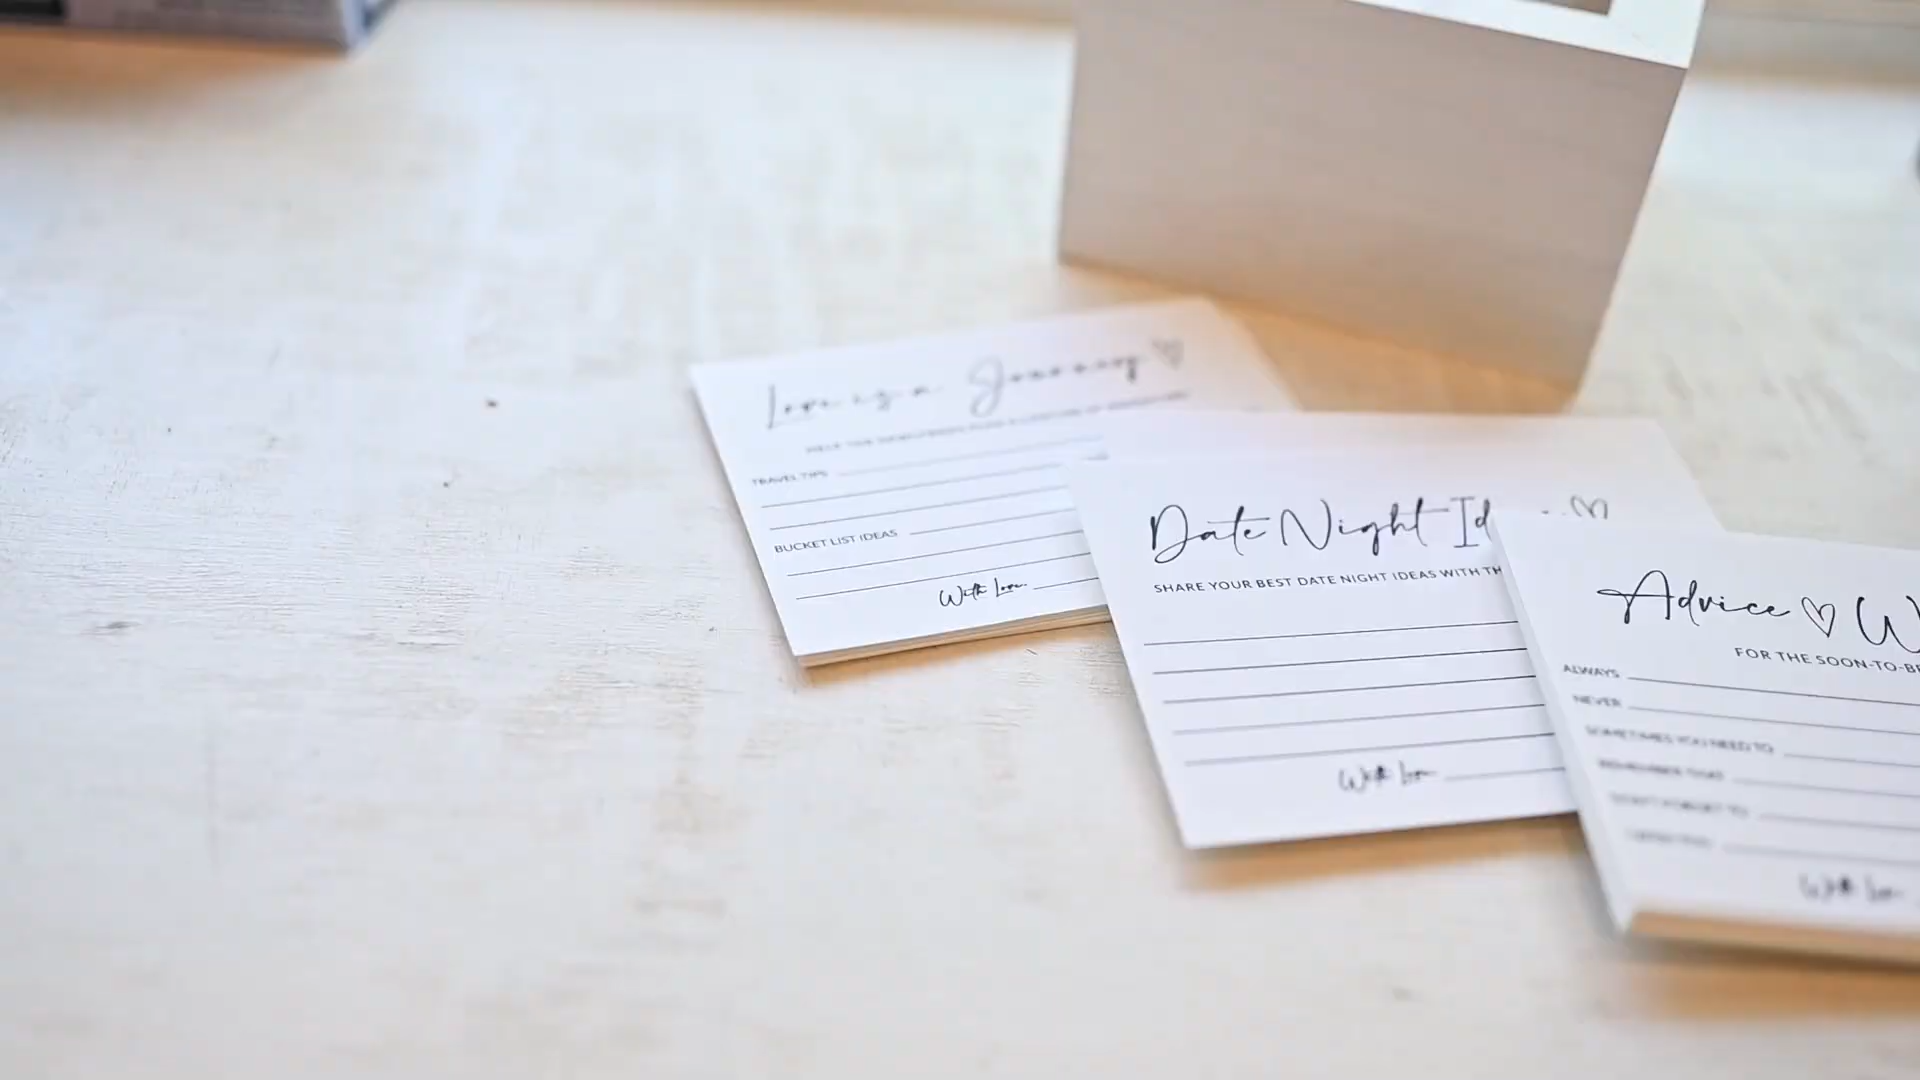 Love is a Journey
TRAVEL TIPS
BUCKET LIST IDEAS
With Love
Date Night Id
SHARE YOUR BEST DATE NIGHT IDEAS WITH TH
With Love
Advice W
FOR THE SOON-TO-BE
ALWAYS
NEVER
SOMETIMES YOU NEED TO
REMEMBER THAT
DON'T FORGET TO
With Love